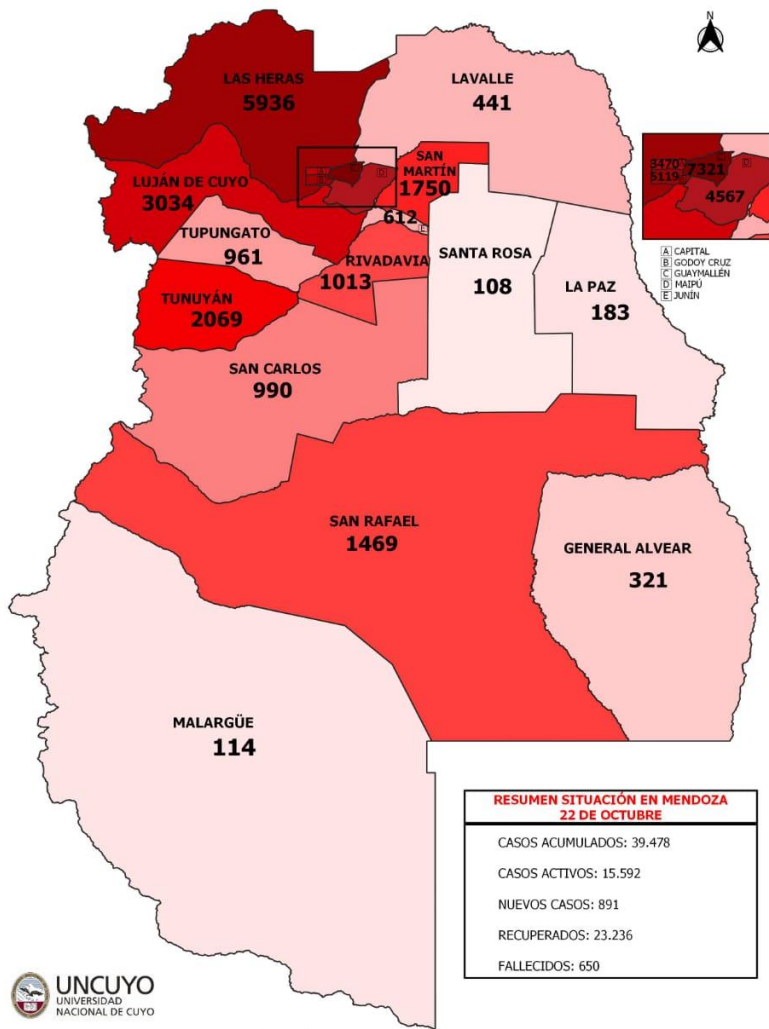 N
LAS HERAS
5936
LAVALLE
441
SAN
MARTÍN
1750
3470
5119
7321
4567
LUJÁN DE CUYO
3034
612
TUPUNGATO
961
RIVADAVIA
1013
SANTA ROSA
108
A CAPITAL
B GODOY CRUZ
C GUAYMALLÉN
D MAIPÚ
E JUNÍN
LA PAZ
183
TUNUYÁN
2069
SAN CARLOS
990
SAN RAFAEL
1469
GENERAL ALVEAR
321
MALARGÜE
114
RESUMEN SITUACIÓN EN MENDOZA
22 DE OCTUBRE
CASOS ACUMULADOS: 39.478
CASOS ACTIVOS: 15.592
NUEVOS CASOS: 891
RECUPERADOS: 23.236
FALLECIDOS: 650
UNCUYO
UNIVERSIDAD
NACIONAL DE CUYO